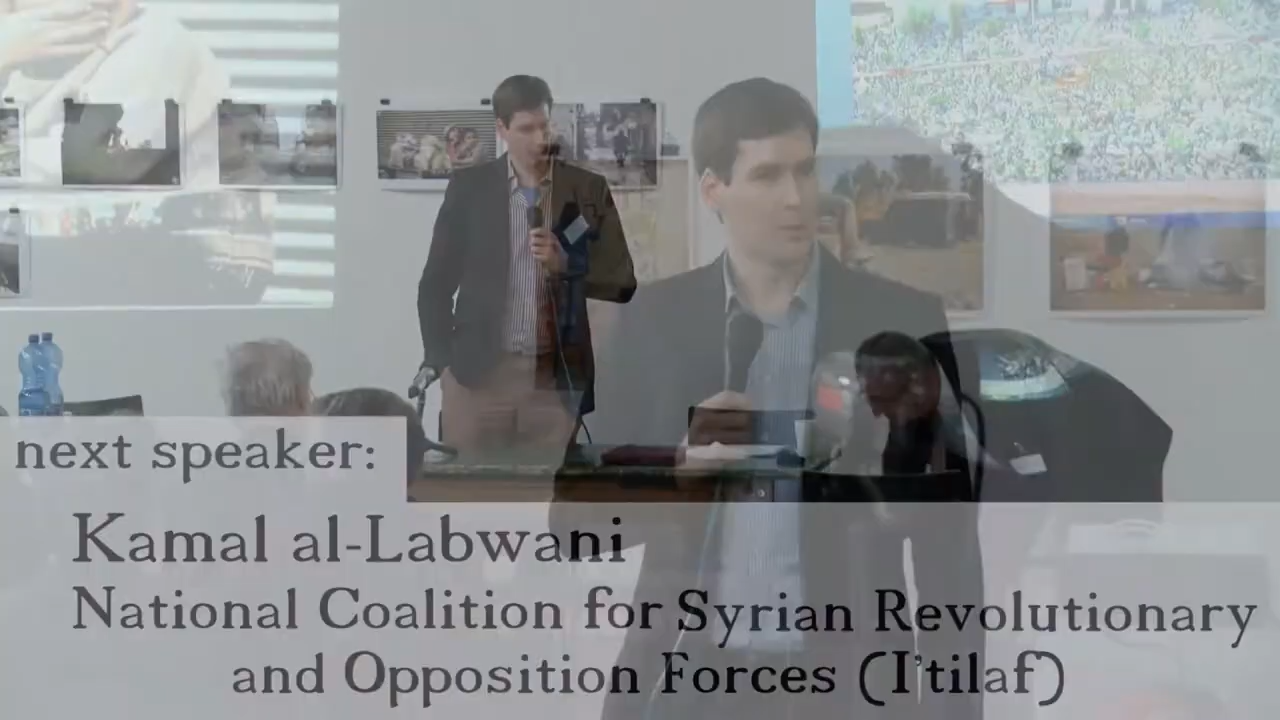 next speaker:
Kamal al-Labwani
National Coalition for Syrian Revolutionary
and Opposition Forces (I'tilaf)